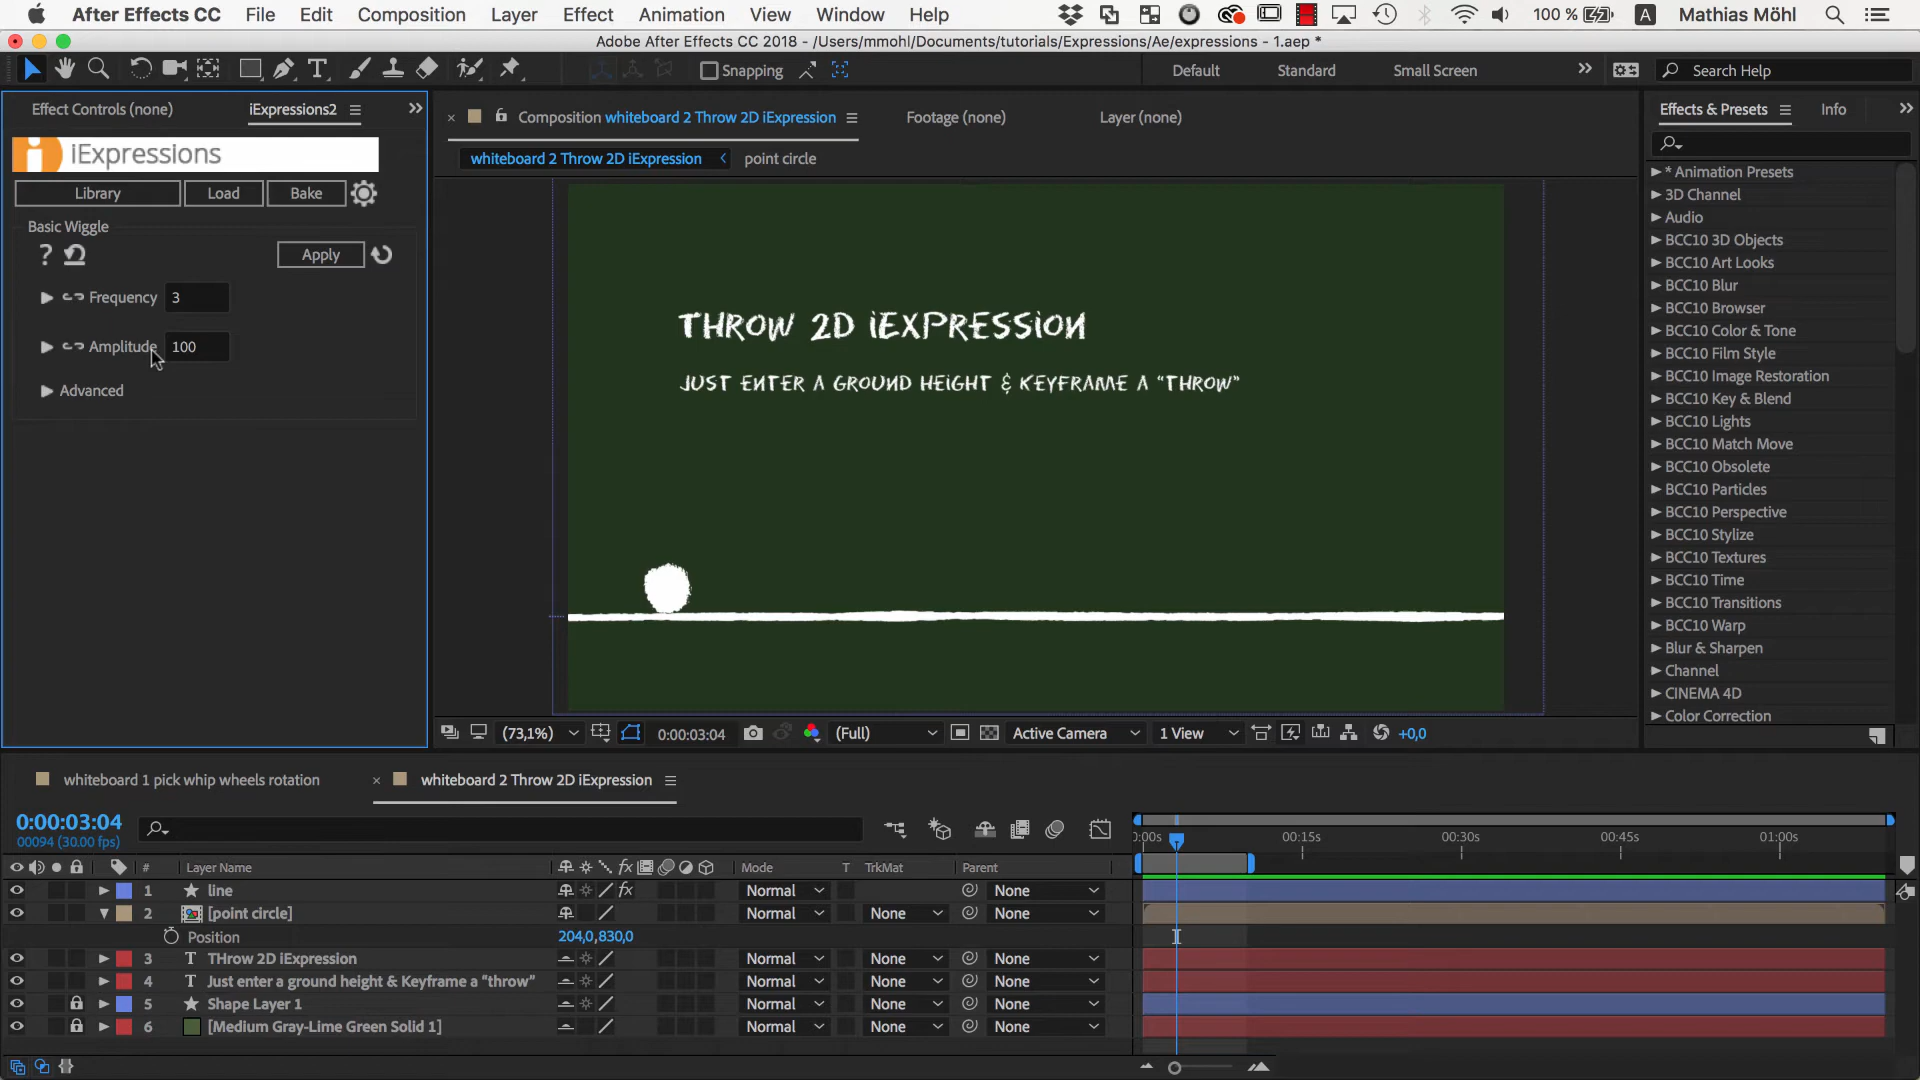 After Effects CC File Edit Composition Layer Effect Animation View Window Help 100 % A Mathias Möhl
Adobe After Effects CC 2018 - /Users/mmohl/Documents/tutorials/Expressions/Ae/expressions - 1.aep *
Snapping Default Standard Small Screen Search Help
Effect Controls (none) iExpressions2
iExpressions
Library Load Bake
Basic Wiggle
? Apply
Frequency 3
Amplitude 100
Advanced
Composition whiteboard 2 Throw 2D iExpression Footage (none) Layer (none)
whiteboard 2 Throw 2D iExpression point circle
THROW 2D iEXPRESSiON
JUST ENTER A GROUND HEiGHT & KEYFRAME A "THROW"
(73,1%) 0:00:03:04 (Full) Active Camera 1 View +0,0
Effects & Presets Info
* Animation Presets
3D Channel
Audio
BCC10 3D Objects
BCC10 Art Looks
BCC10 Blur
BCC10 Browser
BCC10 Color & Tone
BCC10 Film Style
BCC10 Image Restoration
BCC10 Key & Blend
BCC10 Lights
BCC10 Match Move
BCC10 Obsolete
BCC10 Particles
BCC10 Perspective
BCC10 Stylize
BCC10 Textures
BCC10 Time
BCC10 Transitions
BCC10 Warp
Blur & Sharpen
Channel
CINEMA 4D
Color Correction
whiteboard 1 pick whip wheels rotation whiteboard 2 Throw 2D iExpression
0:00:03:04
00094 (30.00 fps)
0:00s 00:15s 00:30s 00:45s 01:00s
# Layer Name fx Mode T TrkMat Parent
1 line fx Normal None
2 [point circle] Normal None None
Position 204,0,830,0
3 T THrow 2D iExpression Normal None None
4 T Just enter a ground height & Keyframe a "throw" Normal None None
5 Shape Layer 1 Normal None None
6 [Medium Gray-Lime Green Solid 1] Normal None None